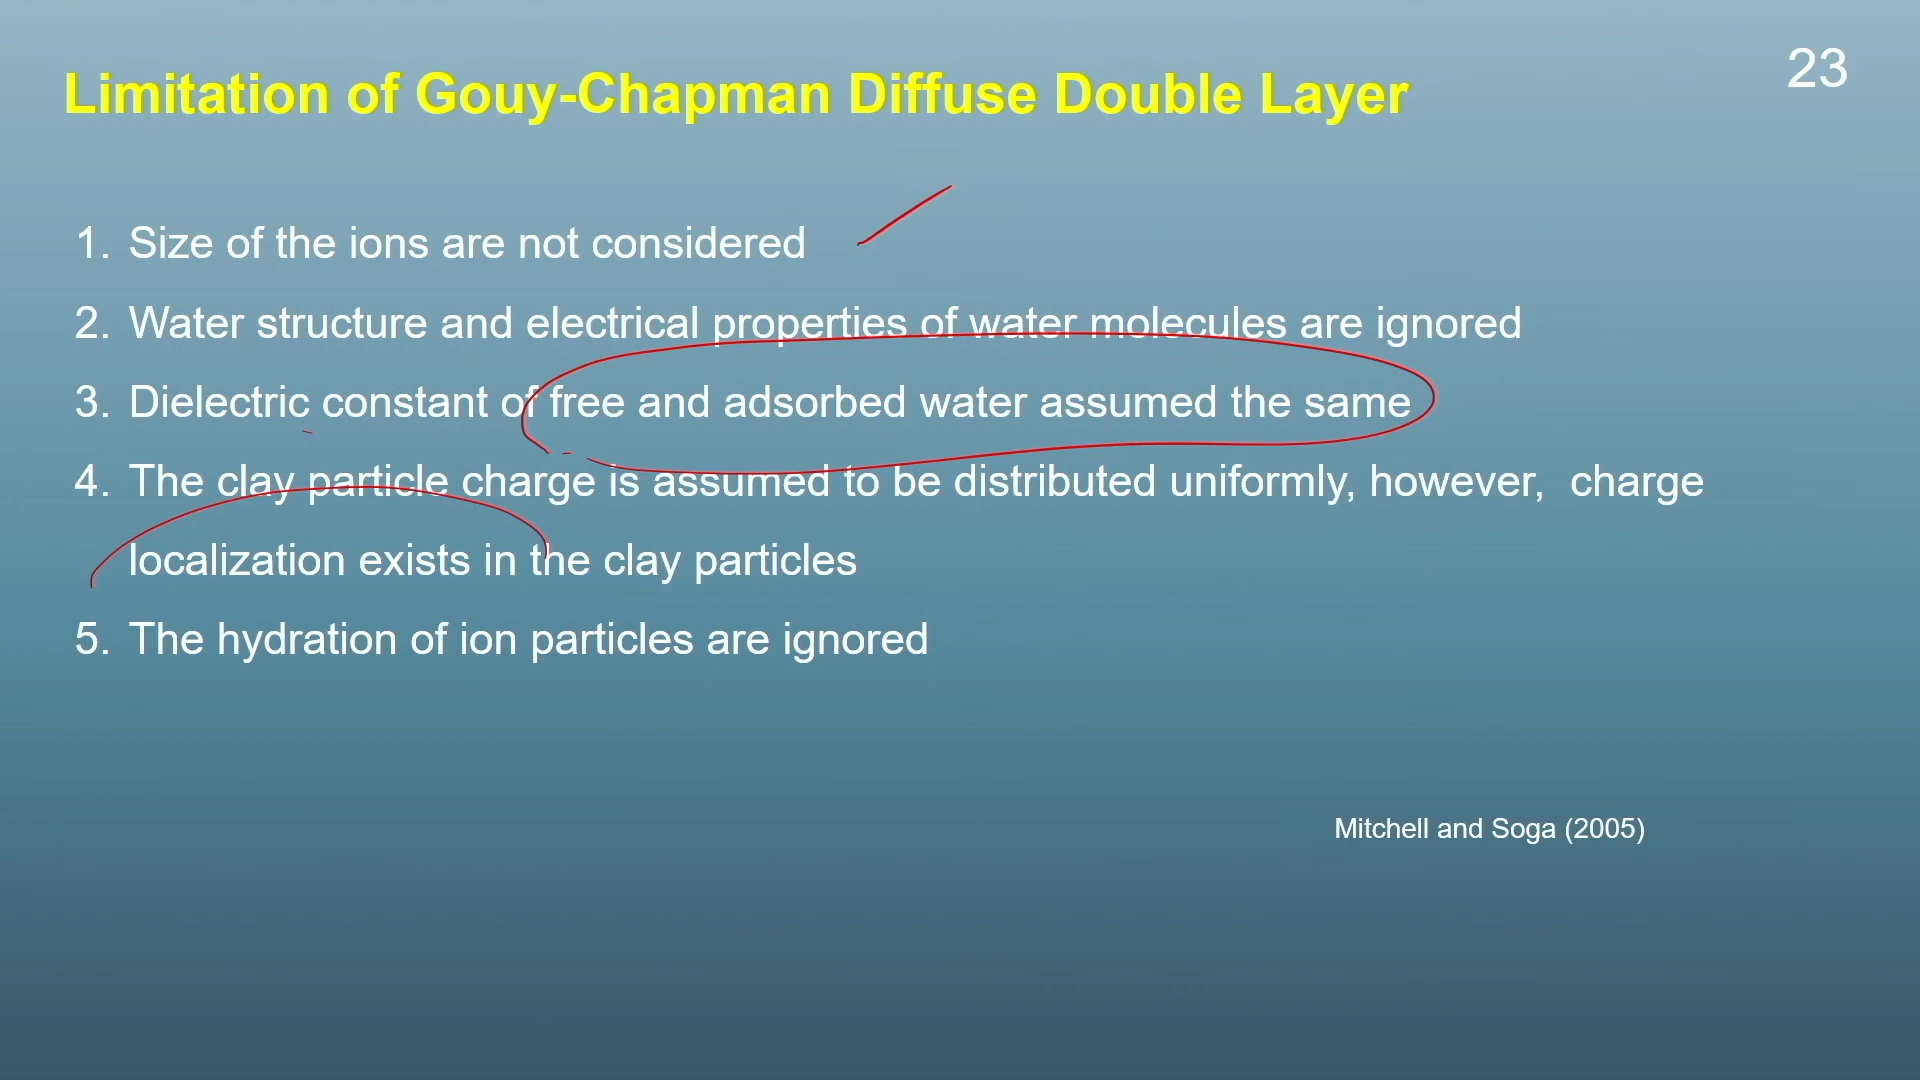 23
Limitation of Gouy-Chapman Diffuse Double Layer
1. Size of the ions are not considered
2. Water structure and electrical properties of water molecules are ignored
3. Dielectric constant of free and adsorbed water assumed the same
4. The clay particle charge is assumed to be distributed uniformly, however, charge
localization exists in the clay particles
5. The hydration of ion particles are ignored
Mitchell and Soga (2005)